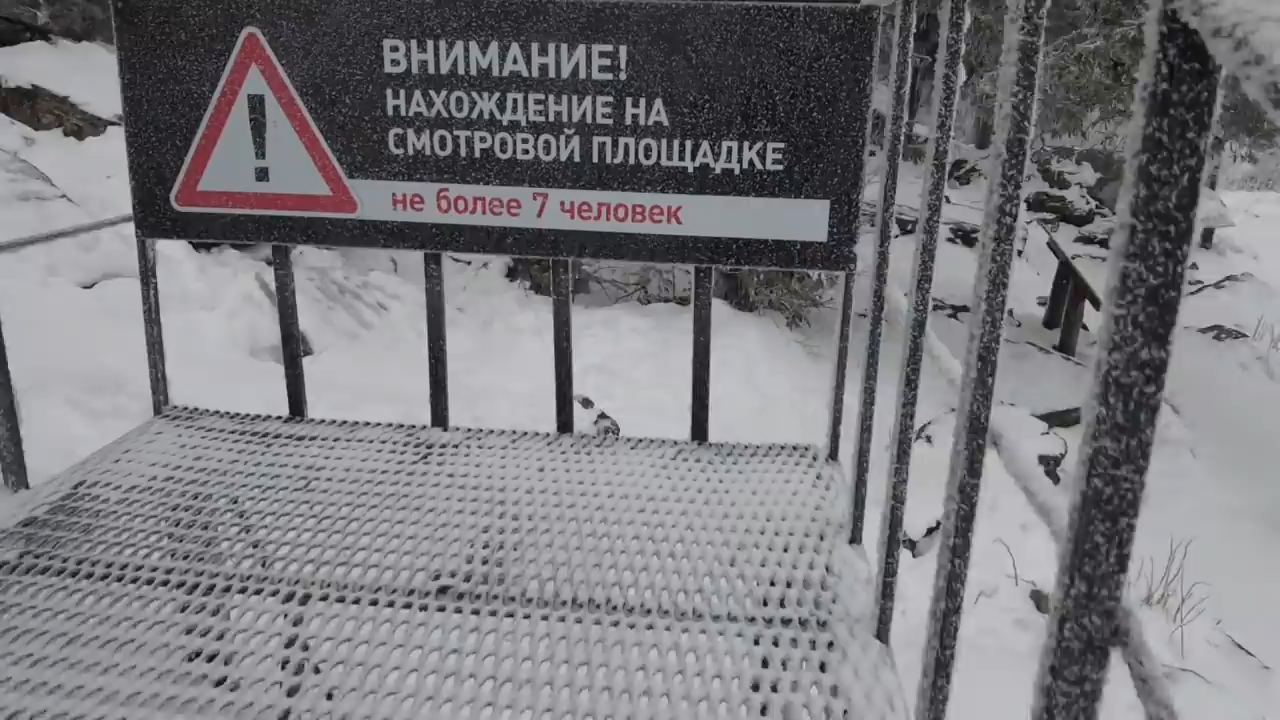 ВНИМАНИЕ!
НАХОЖДЕНИЕ НА
СМОТРОВОЙ ПЛОЩАДКЕ
не более 7 человек